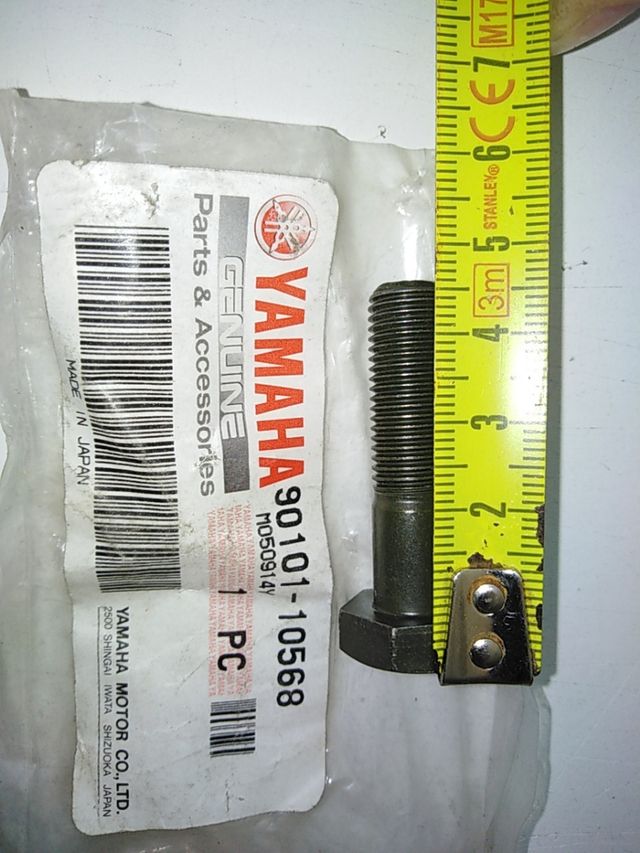 YAMAHA
GENUINE
Parts & Accessories
MADE IN JAPAN
90101-10568
MO50914Y
1 PC
YAMAHA MOTOR CO., LTD.
2500 SHINGAI IWATA SHIZUOKA JAPAN
2
3
4
5
6
7
3m
STANLEY®
CE
M17